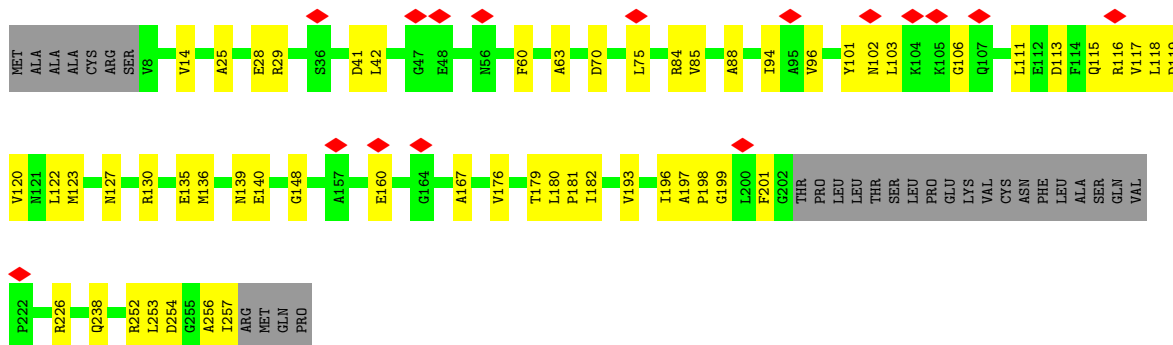 MET ALA ALA ALA CYS ARG SER V8 V14 A25 E28 R29 S36 D41 L42 G47 E48 N56 F60 A63 D70 L75 R84 V85 A88 I94 A95 V96 Y101 N102 L103 K104 K105 G106 Q107 L111 E112 D113 F114 Q115 R116 V117 L118
V120 N121 L122 M123 N127 R130 E135 M136 N139 E140 G148 A157 E160 G164 A167 V176 T179 L180 P181 I182 V193 I196 A197 P198 G199 L200 F201 G202 THR PRO LEU LEU THR SER LEU PRO GLU LYS VAL CYS ASN PHE LEU ALA SER GLN VAL
P222 R226 Q238 R252 L253 D254 G255 A256 I257 ARG MET GLN PRO